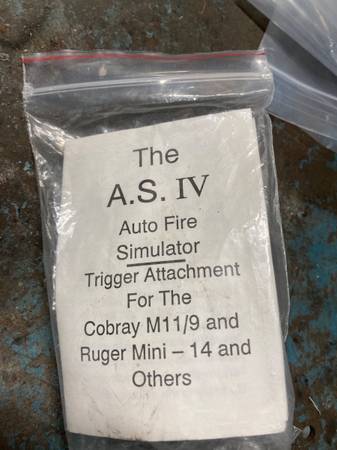 The
A.S. IV
Auto Fire
Simulator
Trigger Attachment
For The
Cobray M11/9 and
Ruger Mini – 14 and
Others